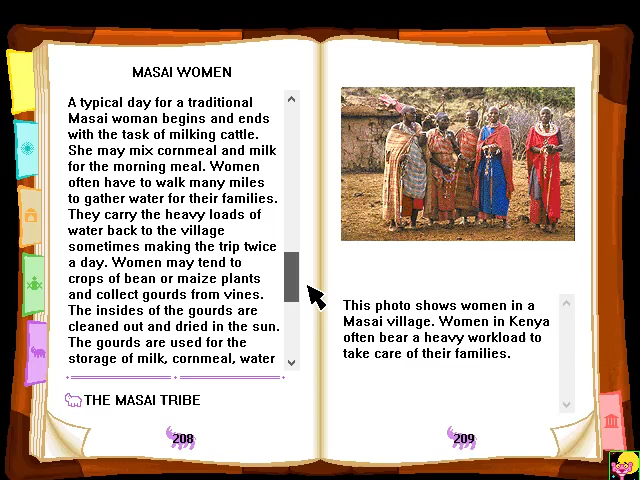 MASAI WOMEN
A typical day for a traditional
Masai woman begins and ends
with the task of milking cattle.
She may mix cornmeal and milk
for the morning meal. Women
often have to walk many miles
to gather water for their families.
They carry the heavy loads of
water back to the village
sometimes making the trip twice
a day. Women may tend to
crops of bean or maize plants
and collect gourds from vines.
The insides of the gourds are
cleaned out and dried in the sun.
The gourds are used for the
storage of milk, cornmeal, water
THE MASAI TRIBE
208
This photo shows women in a
Masai village. Women in Kenya
often bear a heavy workload to
take care of their families.
209